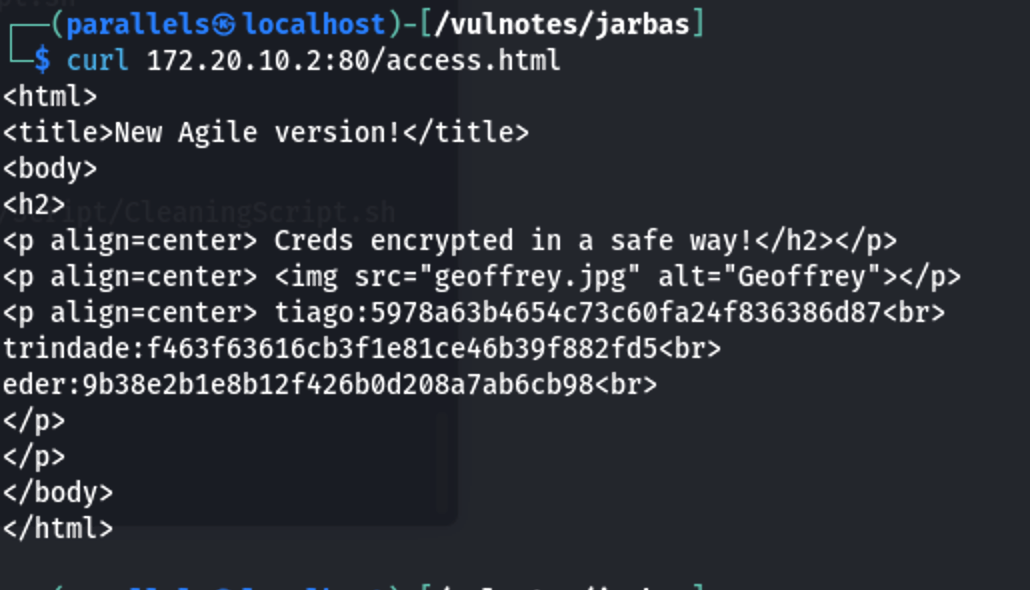 ┌──(parallels㉿localhost)-[/vulnotes/jarbas]
└─$ curl 172.20.10.2:80/access.html
<html>
<title>New Agile version!</title>
<body>
<h2>
/CleaningScript.sh
<p align=center> Creds encrypted in a safe way!</h2></p>
<p align=center> <img src="geoffrey.jpg" alt="Geoffrey"></p>
<p align=center> tiago:5978a63b4654c73c60fa24f836386d87<br>
trindade:f463f63616cb3f1e81ce46b39f882fd5<br>
eder:9b38e2b1e8b12f426b0d208a7ab6cb98<br>
</p>
</p>
</body>
</html>